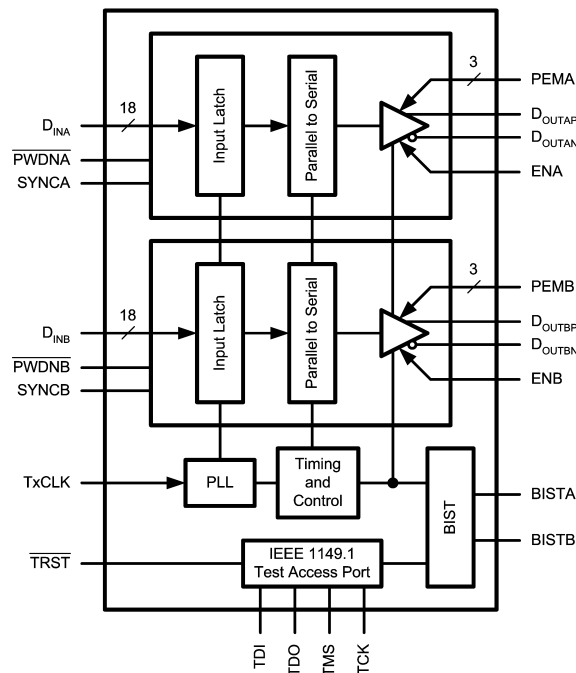 3
PEMA
18
D_INA
Input Latch
Parallel to Serial
D_OUTAP
D_OUTAN
PWDNA
SYNCA
ENA
3
PEMB
18
D_INB
Input Latch
Parallel to Serial
D_OUTBP
D_OUTBN
PWDNB
SYNCB
ENB
TxCLK
PLL
Timing
and
Control
BIST
BISTA
BISTB
TRST
IEEE 1149.1
Test Access Port
TDI
TDO
TMS
TCK